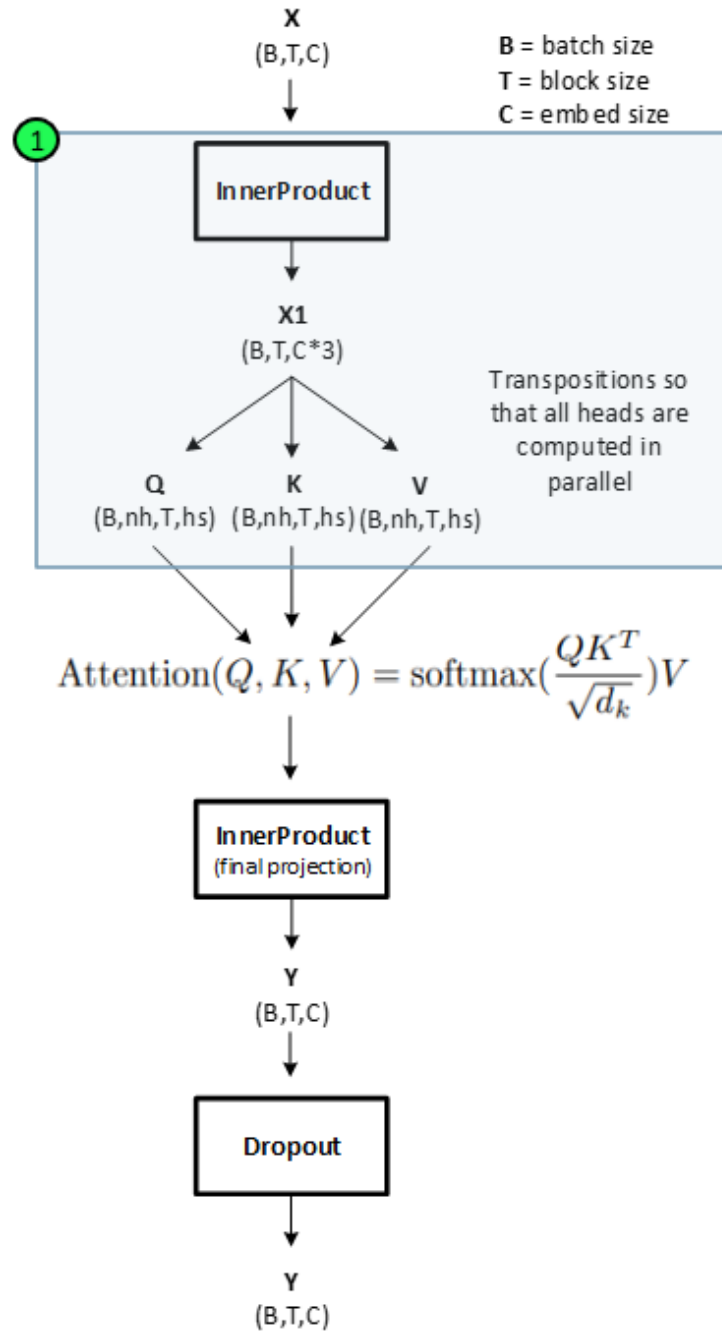 X
(B,T,C)
B = batch size
T = block size
C = embed size
1
InnerProduct
X1
(B,T,C*3)
Transpositions so
that all heads are
computed in
parallel
Q
(B,nh,T,hs)
K
(B,nh,T,hs)
V
(B,nh,T,hs)
Attention(Q, K, V) = softmax(QK^T/√d_k)V
InnerProduct
(final projection)
Y
(B,T,C)
Dropout
Y
(B,T,C)